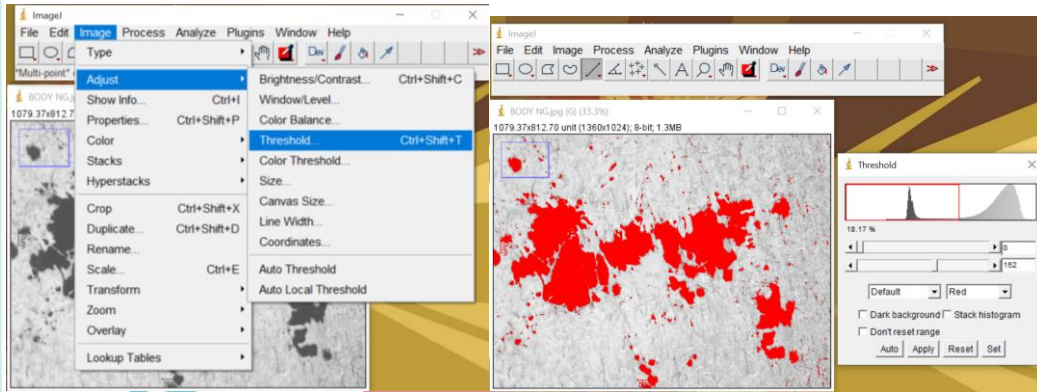 ImageJ
File Edit Image Process Analyze Plugins Window Help
Dev
"Multi-point"
BODY NG.j
1079.37x812.7
Type
Adjust
Show Info... Ctrl+I
Properties... Ctrl+Shift+P
Color
Stacks
Hyperstacks
Crop Ctrl+Shift+X
Duplicate... Ctrl+Shift+D
Rename...
Scale... Ctrl+E
Transform
Zoom
Overlay
Lookup Tables
Brightness/Contrast... Ctrl+Shift+C
Window/Level...
Color Balance...
Threshold... Ctrl+Shift+T
Color Threshold...
Size...
Canvas Size...
Line Width...
Coordinates...
Auto Threshold
Auto Local Threshold
ImageJ
File Edit Image Process Analyze Plugins Window Help
Dev
BODY NG.jpg (G) (33.3%)
1079.37x812.70 unit (1360x1024); 8-bit; 1.3MB
Threshold
18.17 %
0
152
Default Red
Dark background Stack histogram
Don't reset range
Auto Apply Reset Set